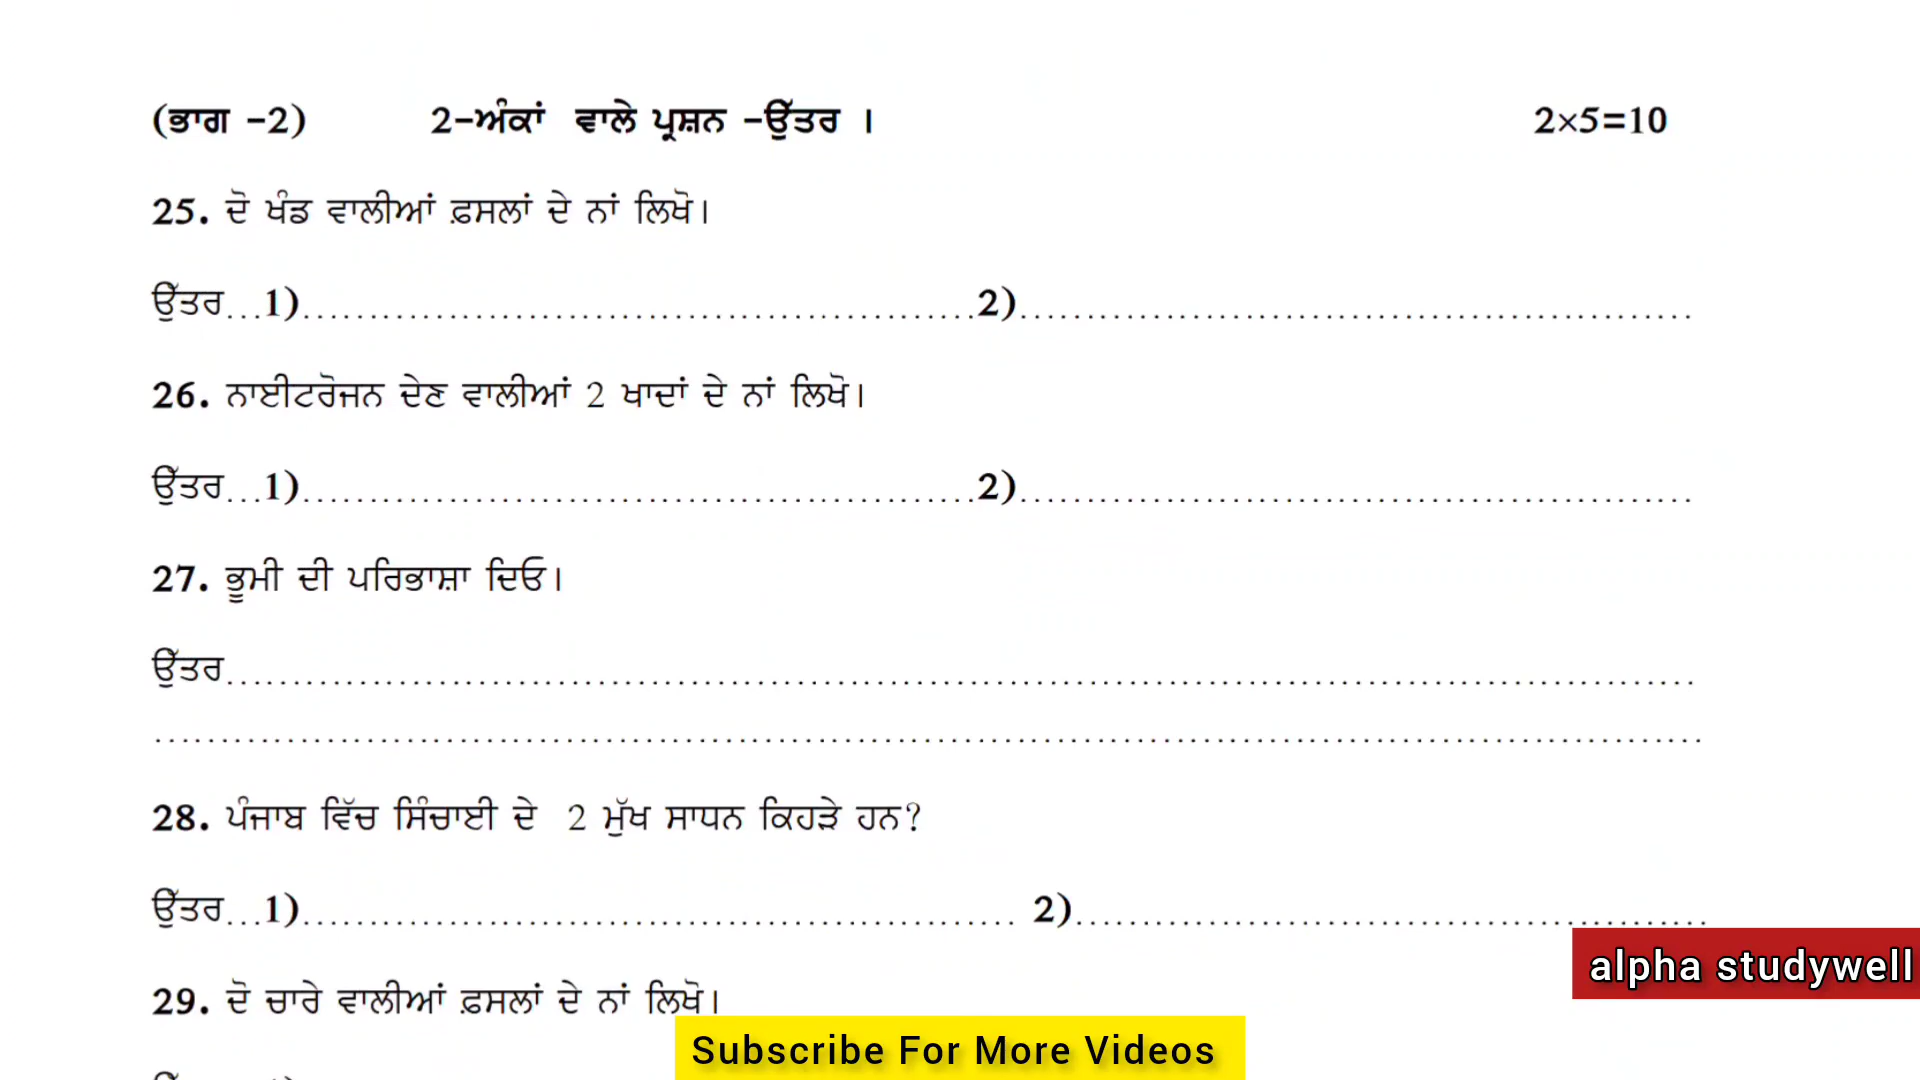 (ਭਾਗ -2) 2-ਅੰਕਾਂ ਵਾਲੇ ਪ੍ਰਸ਼ਨ -ਉੱਤਰ । 2×5=10
25. ਦੋ ਖੰਡ ਵਾਲੀਆਂ ਫ਼ਸਲਾਂ ਦੇ ਨਾਂ ਲਿਖੋ।
ਉੱਤਰ...1)..................................................2)..................................................
26. ਨਾਈਟਰੋਜਨ ਦੇਣ ਵਾਲੀਆਂ 2 ਖਾਦਾਂ ਦੇ ਨਾਂ ਲਿਖੋ।
ਉੱਤਰ...1)..................................................2)..................................................
27. ਭੂਮੀ ਦੀ ਪਰਿਭਾਸ਼ਾ ਦਿਓ।
ਉੱਤਰ..............................................................................................................
....................................................................................................................
28. ਪੰਜਾਬ ਵਿੱਚ ਸਿੰਚਾਈ ਦੇ 2 ਮੁੱਖ ਸਾਧਨ ਕਿਹੜੇ ਹਨ?
ਉੱਤਰ...1)..................................................... 2)...............................................
alpha studywell
29. ਦੋ ਚਾਰੇ ਵਾਲੀਆਂ ਫ਼ਸਲਾਂ ਦੇ ਨਾਂ ਲਿਖੋ।
Subscribe For More Videos